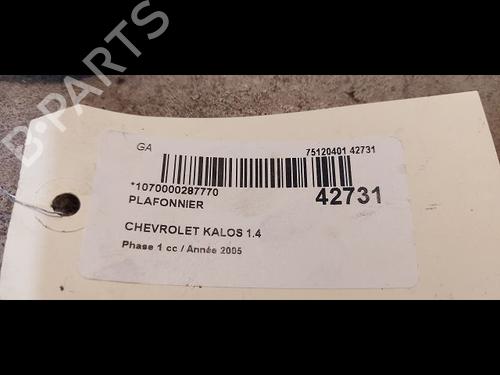 B-PARTS
GA
75120401 42731
*1070000287770
42731
PLAFONNIER
CHEVROLET KALOS 1.4
Phase 1 cc / Année 2005